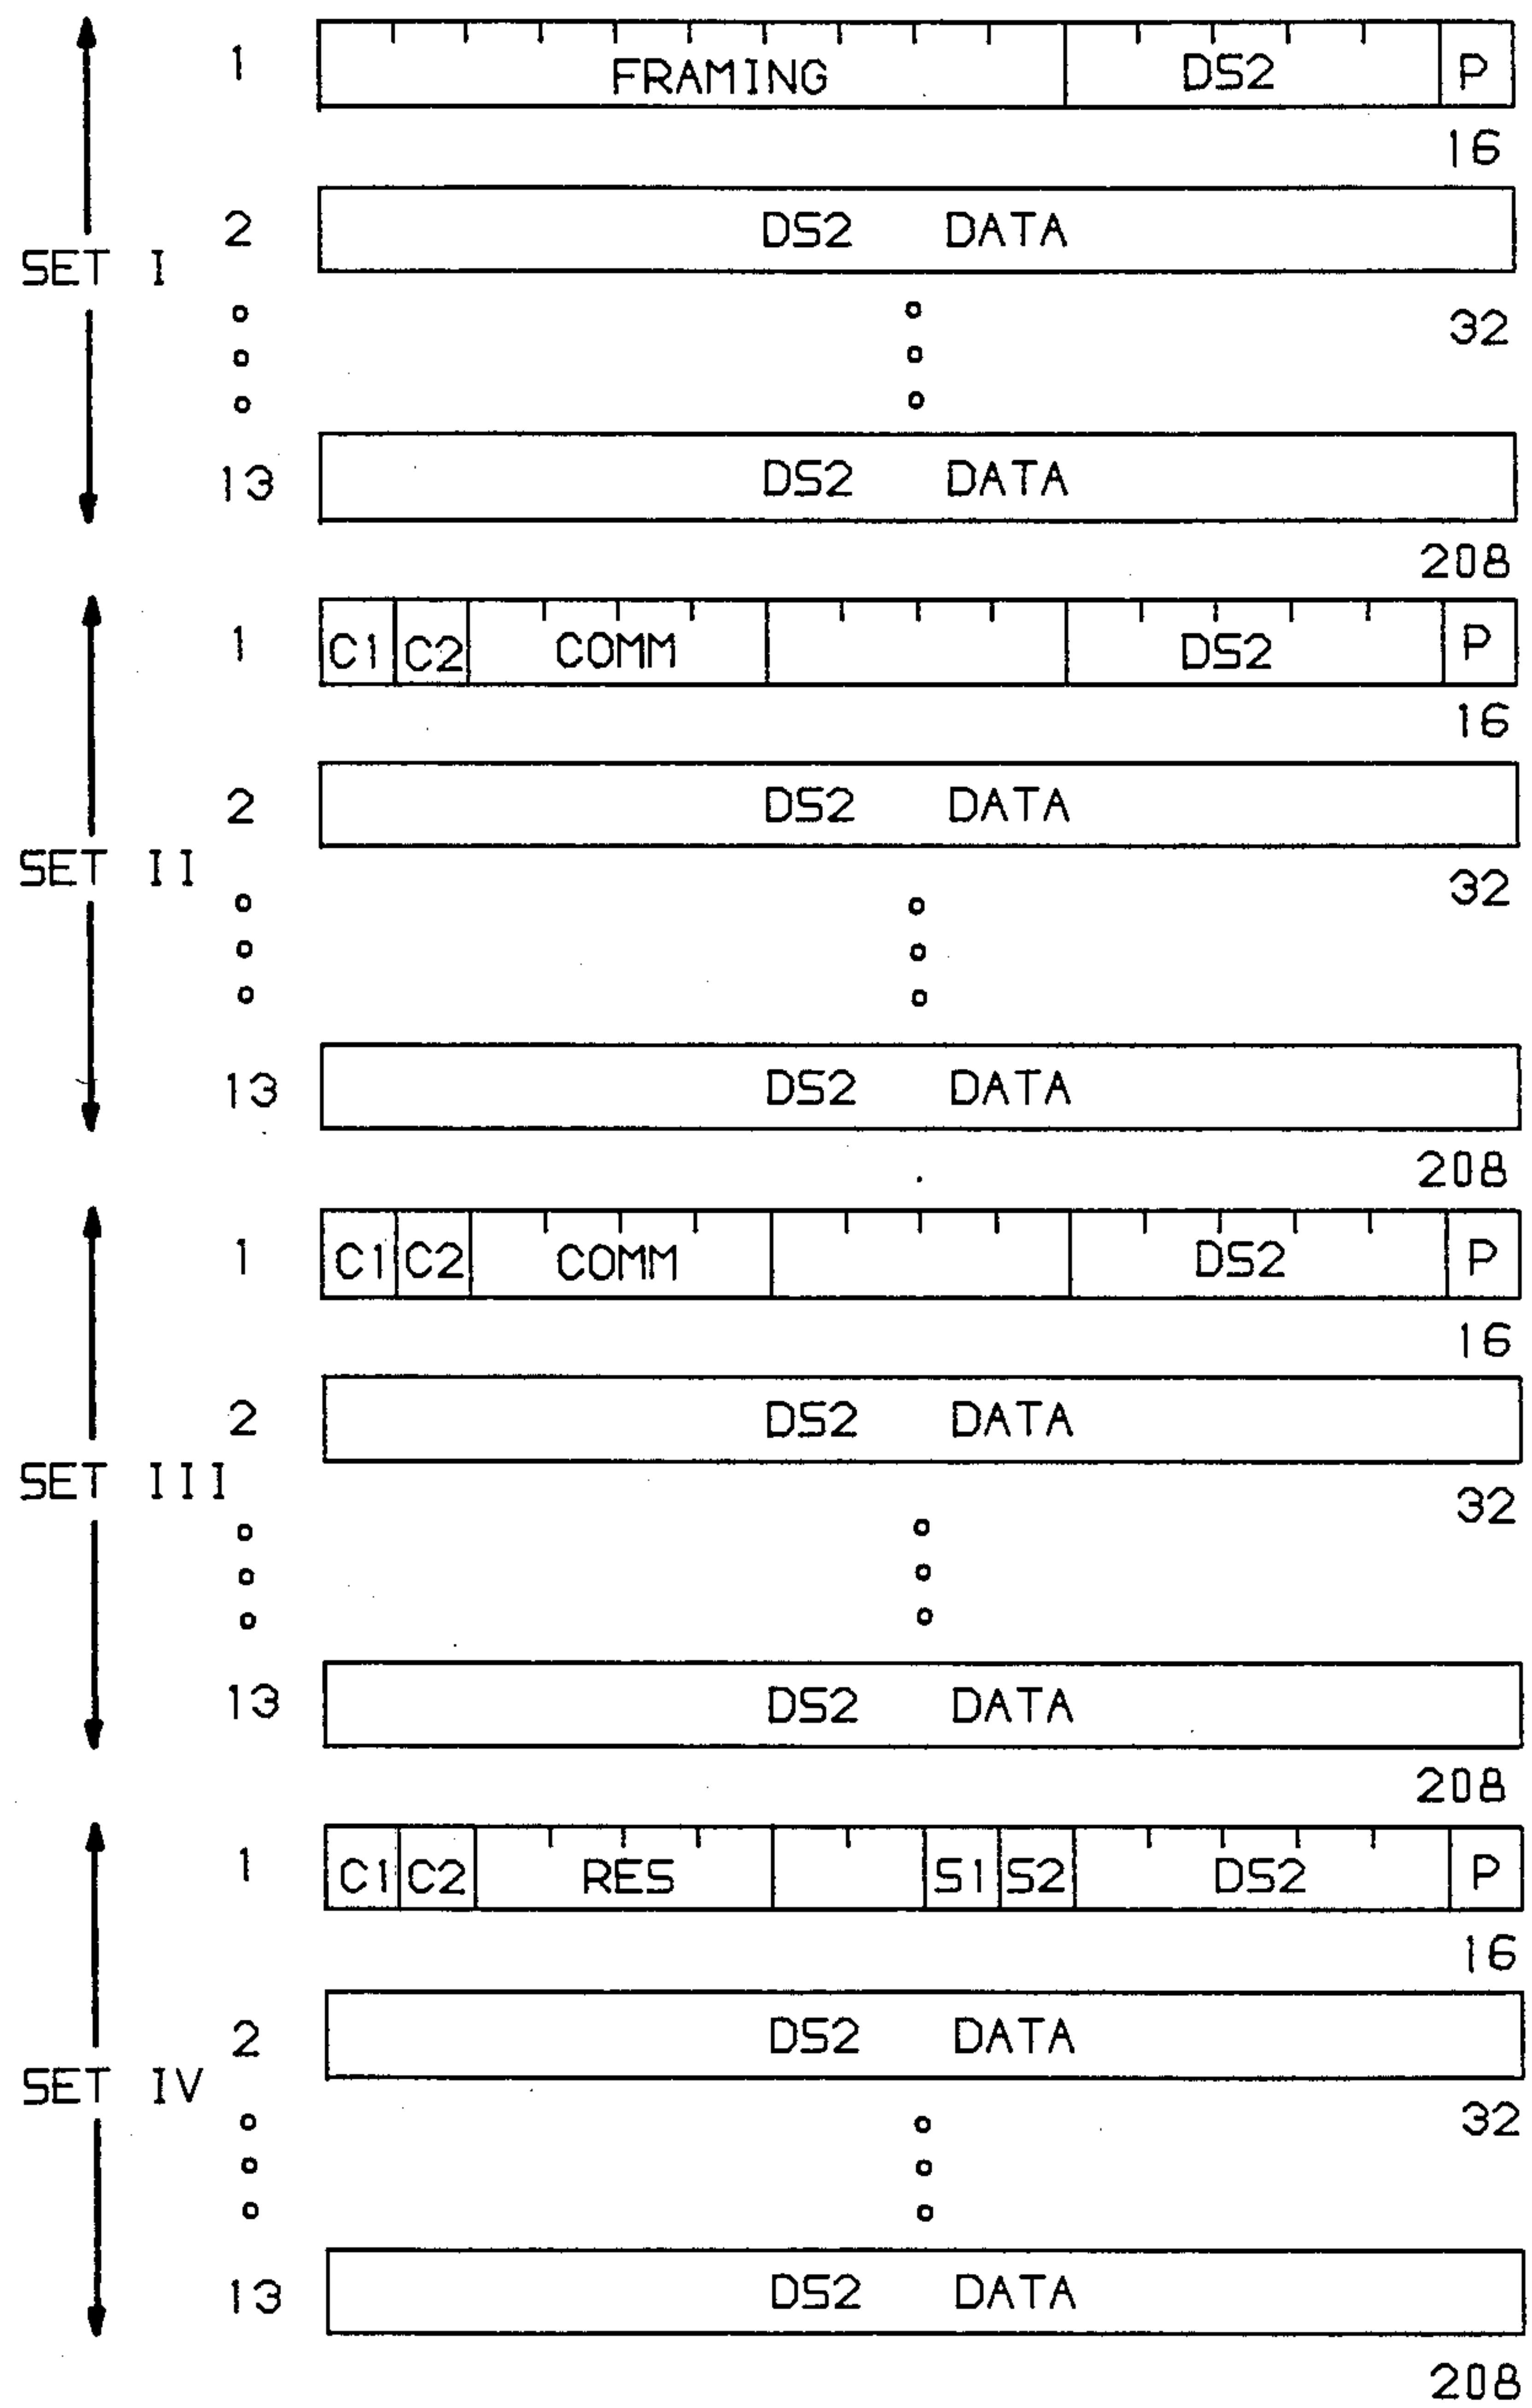 1 FRAMING DS2 P
16
2 DS2 DATA
SET I
32
13 DS2 DATA
208
1 C1 C2 COMM DS2 P
16
2 DS2 DATA
SET II
32
13 DS2 DATA
208
1 C1 C2 COMM DS2 P
16
2 DS2 DATA
SET III
32
13 DS2 DATA
208
1 C1 C2 RES S1 S2 DS2 P
16
2 DS2 DATA
SET IV
32
13 DS2 DATA
208